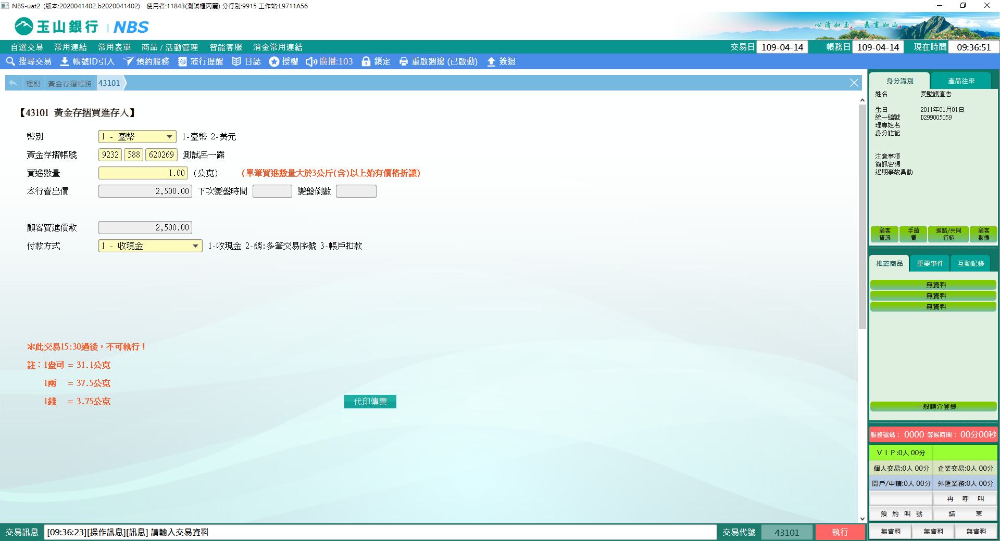 NBS-uat2 (版本:2020041402.b2020041402) 使用者:11843(測試櫃丙麗) 分行別:9915 工作站:L9711A56
玉山銀行 | NBS
心清如玉。義重如山。
自選交易 常用連結 常用表單 商品 / 活動管理 智能客服 消金常用連結 交易日 109-04-14 帳務日 109-04-14 現在時間 09:36:51
搜尋交易 帳號ID引入 預約服務 蒞行提醒 日誌 授權 廣播:103 鎖定 重啟週邊 (已啟動) 簽退
理財 黃金存摺帳務 43101
【43101 黃金存摺買進存入】
幣別 1 - 臺幣 1-臺幣 2-美元
黃金存摺帳號 9232 588 620269 測試呂一露
買進數量 1.00 (公克) (單筆買進數量大於3公斤(含)以上始有價格折讓)
本行賣出價 2,500.00 下次變盤時間 變盤倒數
顧客買進價款 2,500.00
付款方式 1 - 收現金 1-收現金 2-銷:多筆交易序號 3-帳戶扣款
＊此交易15:30過後，不可執行！
註：1盎司 = 31.1公克
1兩 = 37.5公克
1錢 = 3.75公克
代印傳票
交易訊息 [09:36:23][操作訊息][訊息] 請輸入交易資料 交易代號 43101 執行
身分識別 產品往來
姓名 受監護宣告
生日 2011年01月01日
統一編號 D299005059
理專姓名
身分註記
注意事項
簡訊密碼
近期事故異動
顧客資訊 手續費 通路/共同行銷 顧客影像
推薦商品 重要事件 互動記錄
無資料
無資料
無資料
一般轉介登錄
服務號碼： 0000 等候時間： 00分00秒
ＶＩＰ:0人 00分
個人交易:0人 00分 企業交易:0人 00分
開戶/申請:0人 00分 外匯業務:0人 00分
再 呼 叫
預 約 叫 號 結 束
無資料 無資料 無資料